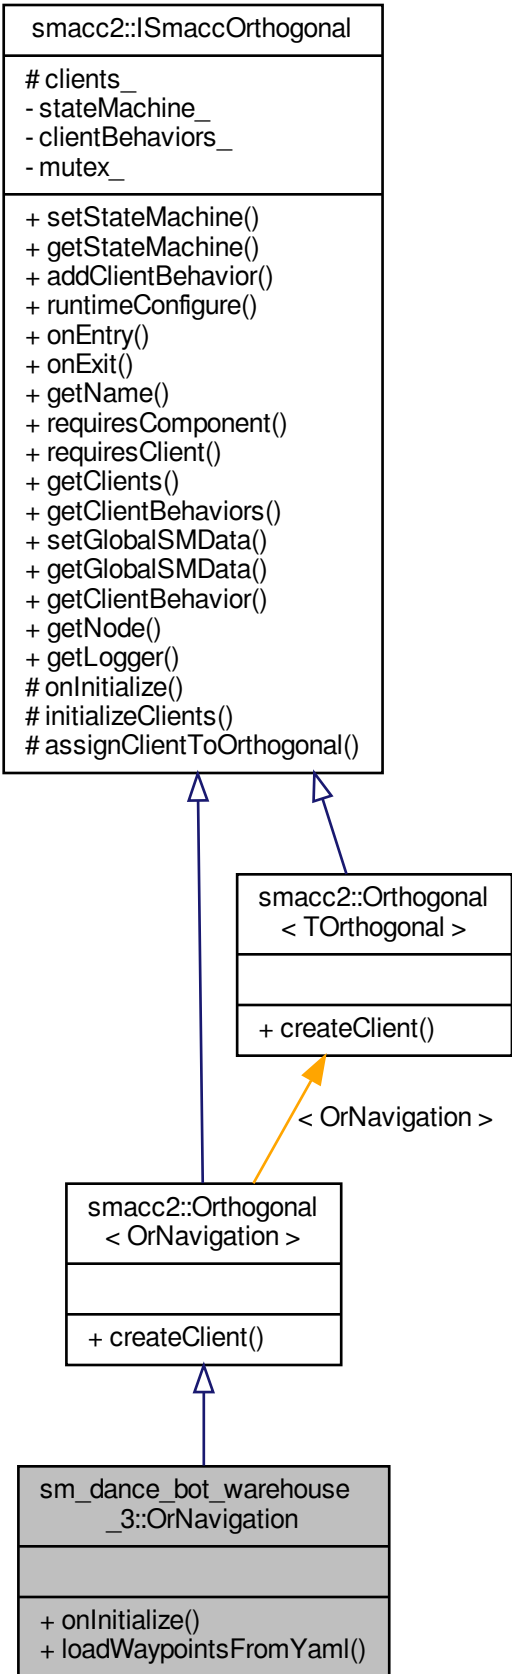 smacc2::ISmaccOrthogonal
# clients_
- stateMachine_
- clientBehaviors_
- mutex_
+ setStateMachine()
+ getStateMachine()
+ addClientBehavior()
+ runtimeConfigure()
+ onEntry()
+ onExit()
+ getName()
+ requiresComponent()
+ requiresClient()
+ getClients()
+ getClientBehaviors()
+ setGlobalSMData()
+ getGlobalSMData()
+ getClientBehavior()
+ getNode()
+ getLogger()
# onInitialize()
# initializeClients()
# assignClientToOrthogonal()
smacc2::Orthogonal
< TOrthogonal >
+ createClient()
< OrNavigation >
smacc2::Orthogonal
< OrNavigation >
+ createClient()
sm_dance_bot_warehouse
_3::OrNavigation
+ onInitialize()
+ loadWaypointsFromYaml()